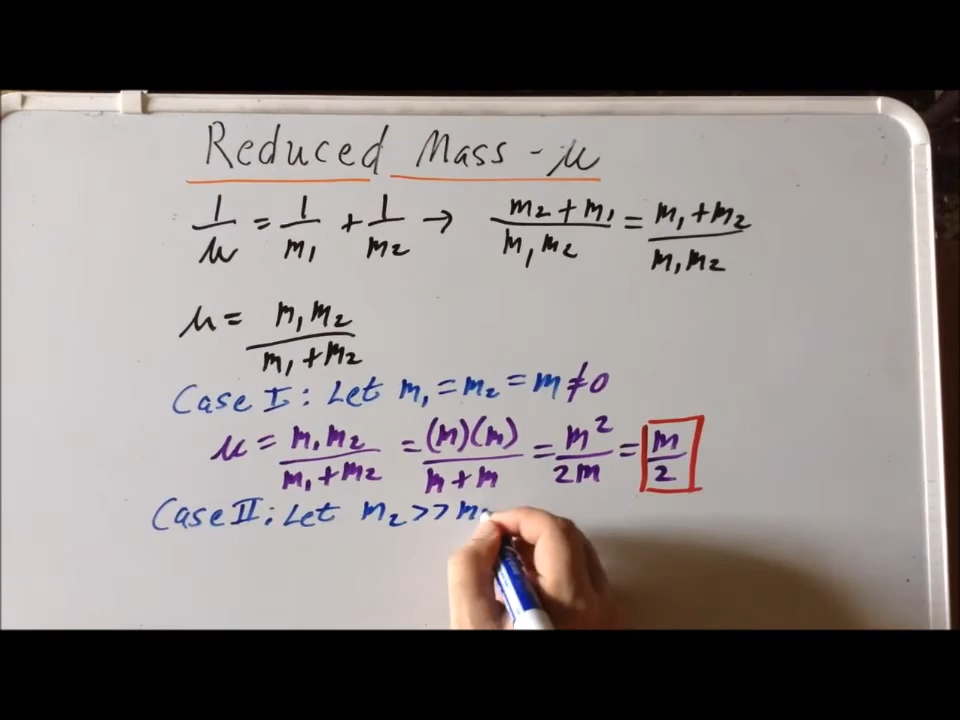 Reduced Mass - μ
1/μ = 1/m₁ + 1/m₂ → (m₂ + m₁)/(m₁m₂) = (m₁ + m₂)/(m₁m₂)
μ = (m₁m₂)/(m₁ + m₂)
Case I: Let m₁ = m₂ = m ≠ 0
μ = (m₁m₂)/(m₁ + m₂) = (m)(m)/(m + m) = m²/2m = m/2
Case II: Let m₂ >> m